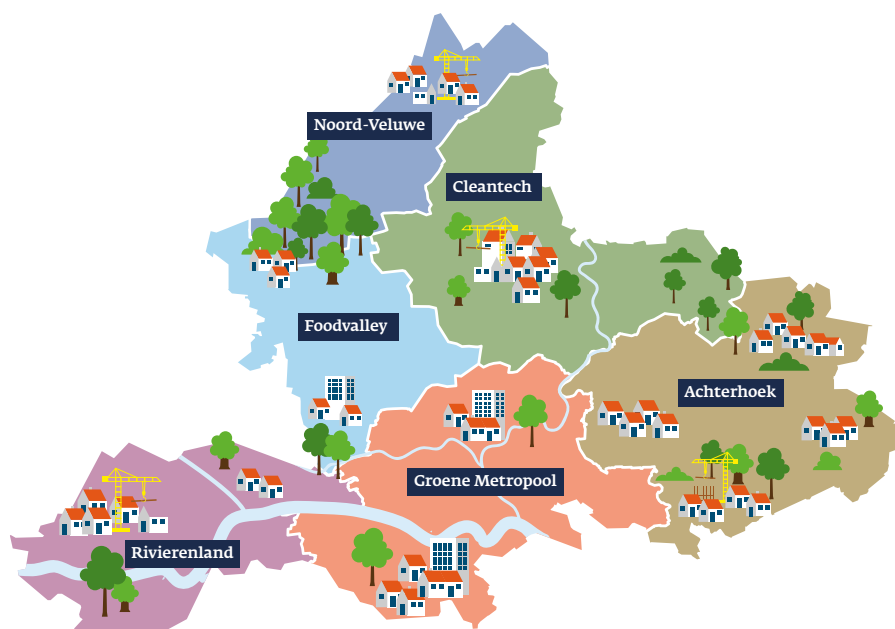 Noord-Veluwe
Cleantech
Foodvalley
Achterhoek
Groene Metropool
Rivierenland